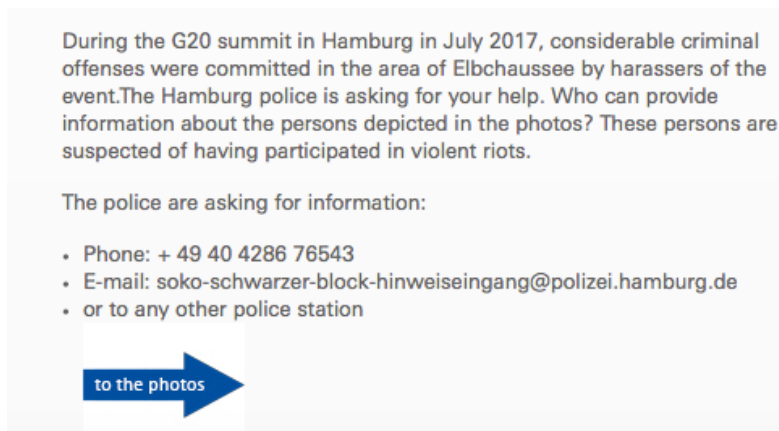 During the G20 summit in Hamburg in July 2017, considerable criminal
offenses were committed in the area of Elbchaussee by harassers of the
event.The Hamburg police is asking for your help. Who can provide
information about the persons depicted in the photos? These persons are
suspected of having participated in violent riots.
The police are asking for information:
• Phone: + 49 40 4286 76543
• E-mail: soko-schwarzer-block-hinweiseingang@polizei.hamburg.de
• or to any other police station
to the photos